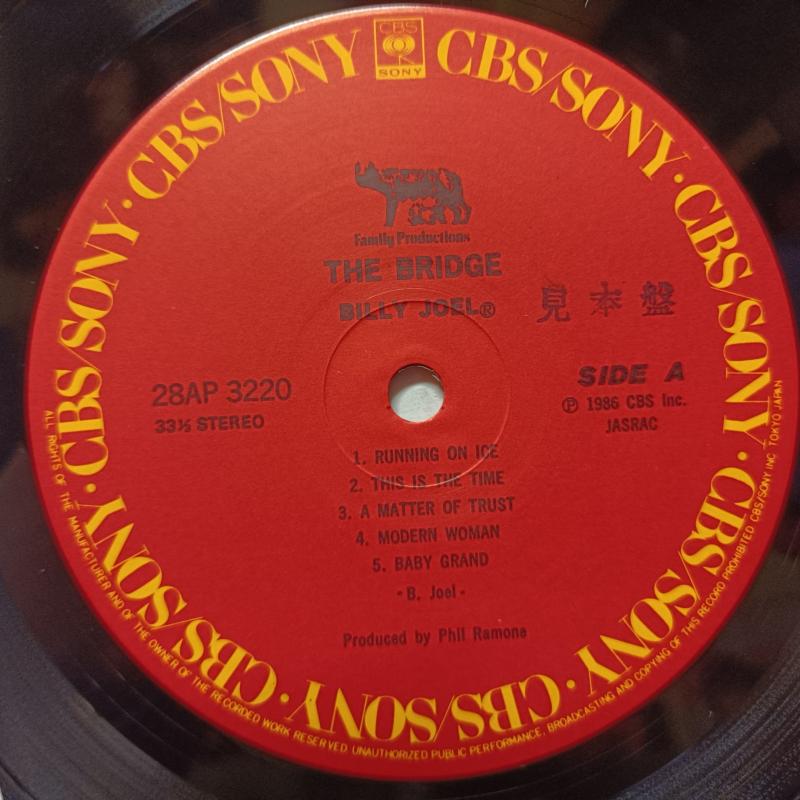 CBS
SONY
CBS/SONY · CBS/SONY · CBS/SONY · CBS/SONY · CBS/SONY · CBS/SONY · CBS/SONY · CBS/SONY
Family Productions
THE BRIDGE
BILLY JOEL®
見本盤
28AP 3220
33⅓ STEREO
SIDE A
℗ 1986 CBS Inc.
JASRAC
1. RUNNING ON ICE
2. THIS IS THE TIME
3. A MATTER OF TRUST
4. MODERN WOMAN
5. BABY GRAND
- B. Joel -
Produced by Phil Ramone
ALL RIGHTS OF THE MANUFACTURER AND OF THE OWNER OF THE RECORDED WORK RESERVED. UNAUTHORIZED PUBLIC PERFORMANCE, BROADCASTING AND COPYING OF THIS RECORD PROHIBITED CBS/SONY INC. TOKYO JAPAN